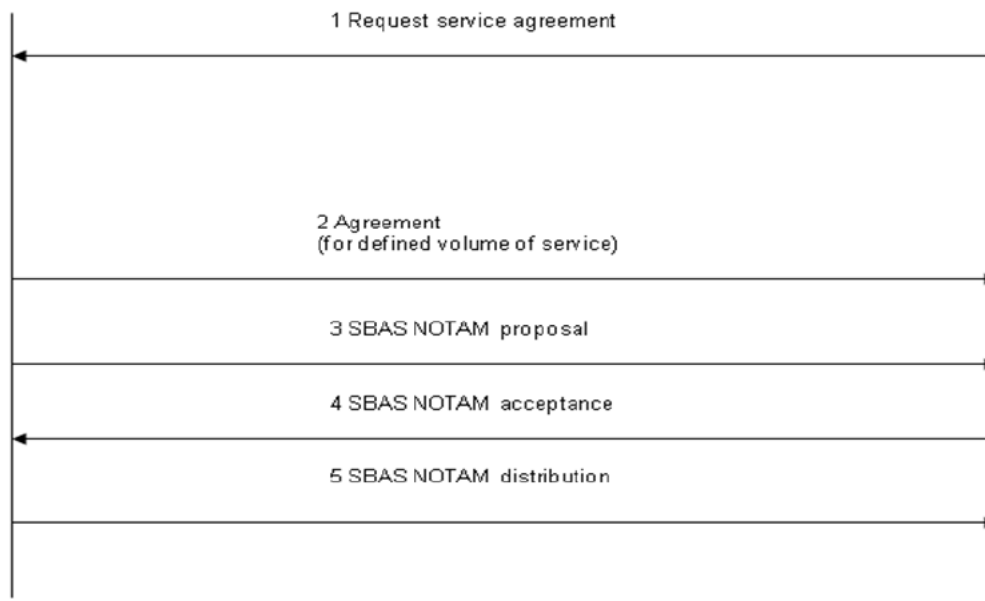 1 Request service agreement
2 Agreement
(for defined volume of service)
3 SBAS NOTAM proposal
4 SBAS NOTAM acceptance
5 SBAS NOTAM distribution